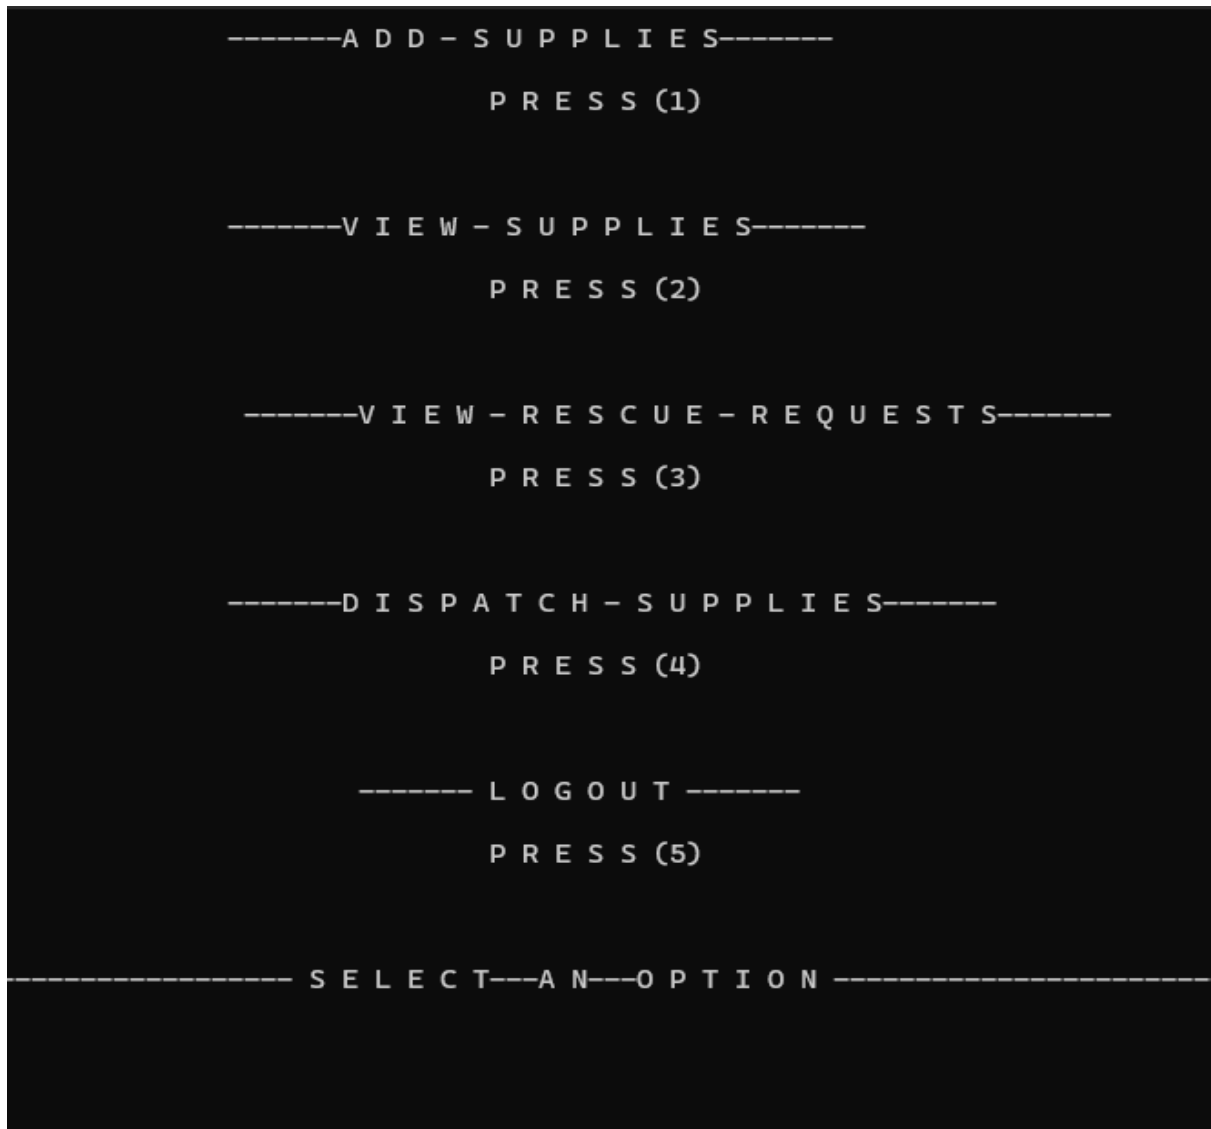 -------A D D - S U P P L I E S-------
P R E S S (1)
-------V I E W - S U P P L I E S-------
P R E S S (2)
-------V I E W - R E S C U E - R E Q U E S T S-------
P R E S S (3)
-------D I S P A T C H - S U P P L I E S-------
P R E S S (4)
------- L O G O U T -------
P R E S S (5)
------------------ S E L E C T---A N---O P T I O N -----------------------